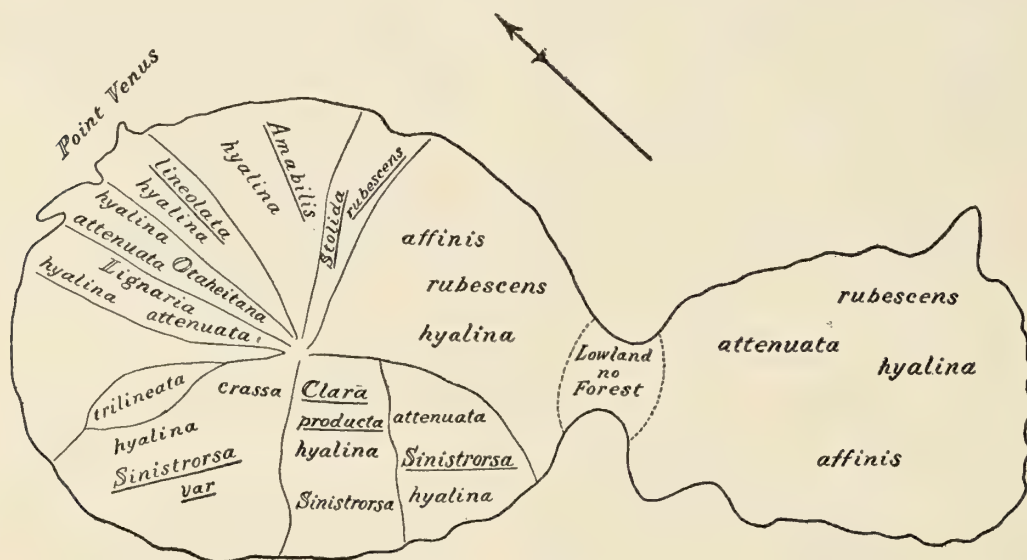 Point Venus
Amabilis
hyalina
lineolata
hyalina
hyalina
attenuata Otaheitana
Lignaria
hyalina
attenuata
Stolida
rubescens
affinis
rubescens
hyalina
Lowland
no
Forest
rubescens
attenuata
hyalina
affinis
trilineata
crassa
hyalina
Sinistrorsa
var
Clara
producta
hyalina
Sinistrorsa
attenuata
Sinistrorsa
hyalina